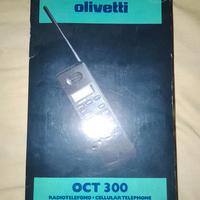 olivetti
OCT 300
RADIOTELEFONO • CELLULAR TELEPHONE